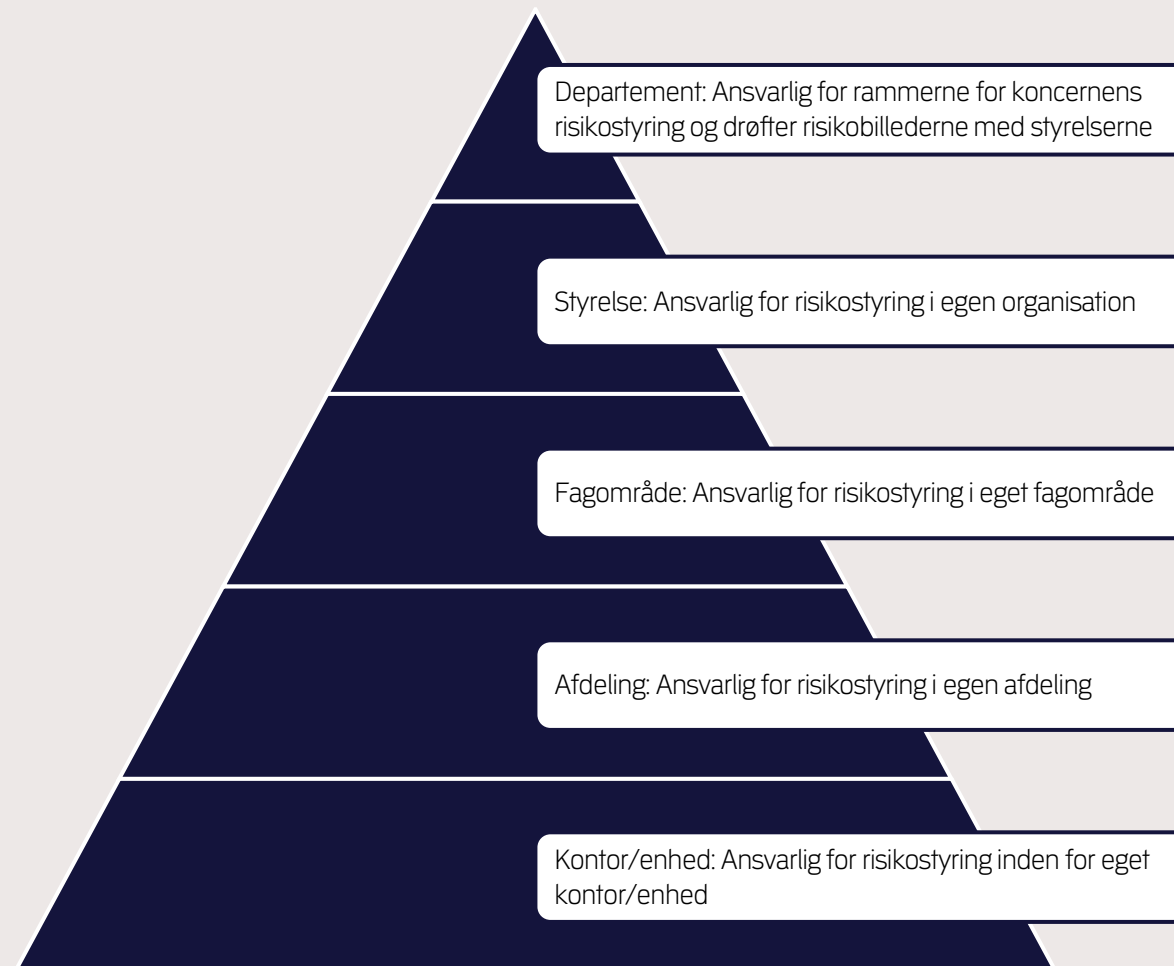 Departement: Ansvarlig for rammerne for koncernens
risikostyring og drøfter risikobillederne med styrelserne
Styrelse: Ansvarlig for risikostyring i egen organisation
Fagområde: Ansvarlig for risikostyring i eget fagområde
Afdeling: Ansvarlig for risikostyring i egen afdeling
Kontor/enhed: Ansvarlig for risikostyring inden for eget
kontor/enhed